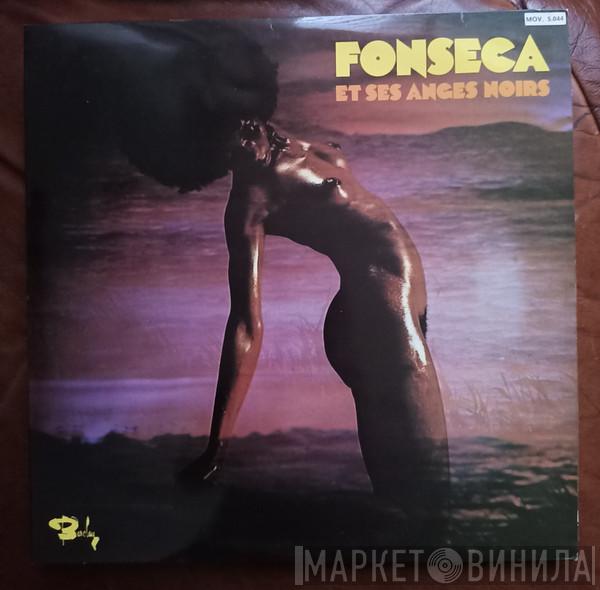 MOV. 5.044
FONSECA
ET SES ANGES NOIRS
Barclay
МАРКЕТ ВИНИЛА